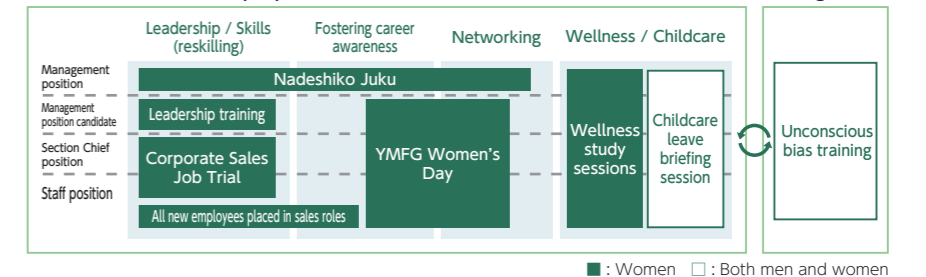 Leadership / Skills
(reskilling)
Fostering career
awareness
Networking
Wellness / Childcare
Management
position
Nadeshiko Juku
Management
position candidate
Leadership training
Section Chief
position
Corporate Sales
Job Trial
YMFG Women's
Day
Wellness
study
sessions
Childcare
leave
briefing
session
Unconscious
bias training
Staff position
All new employees placed in sales roles
■ : Women □ : Both men and women